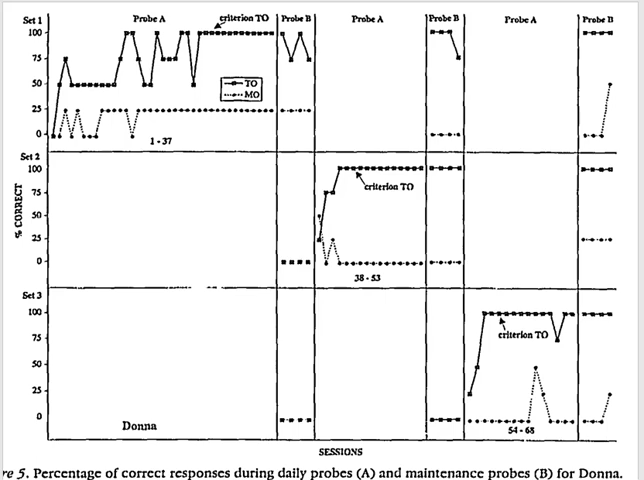 Set 1 Probe A criterion TO Probe B Probe A Probe B Probe A Probe B
100
75
50
25
0
TO
MO
1 - 37
Set 2
100
75
50
25
0
criterion TO
38 - 53
% CORRECT
Set 3
100
75
50
25
0
criterion TO
54 - 68
Donna
SESSIONS
re 5. Percentage of correct responses during daily probes (A) and maintenance probes (B) for Donna.